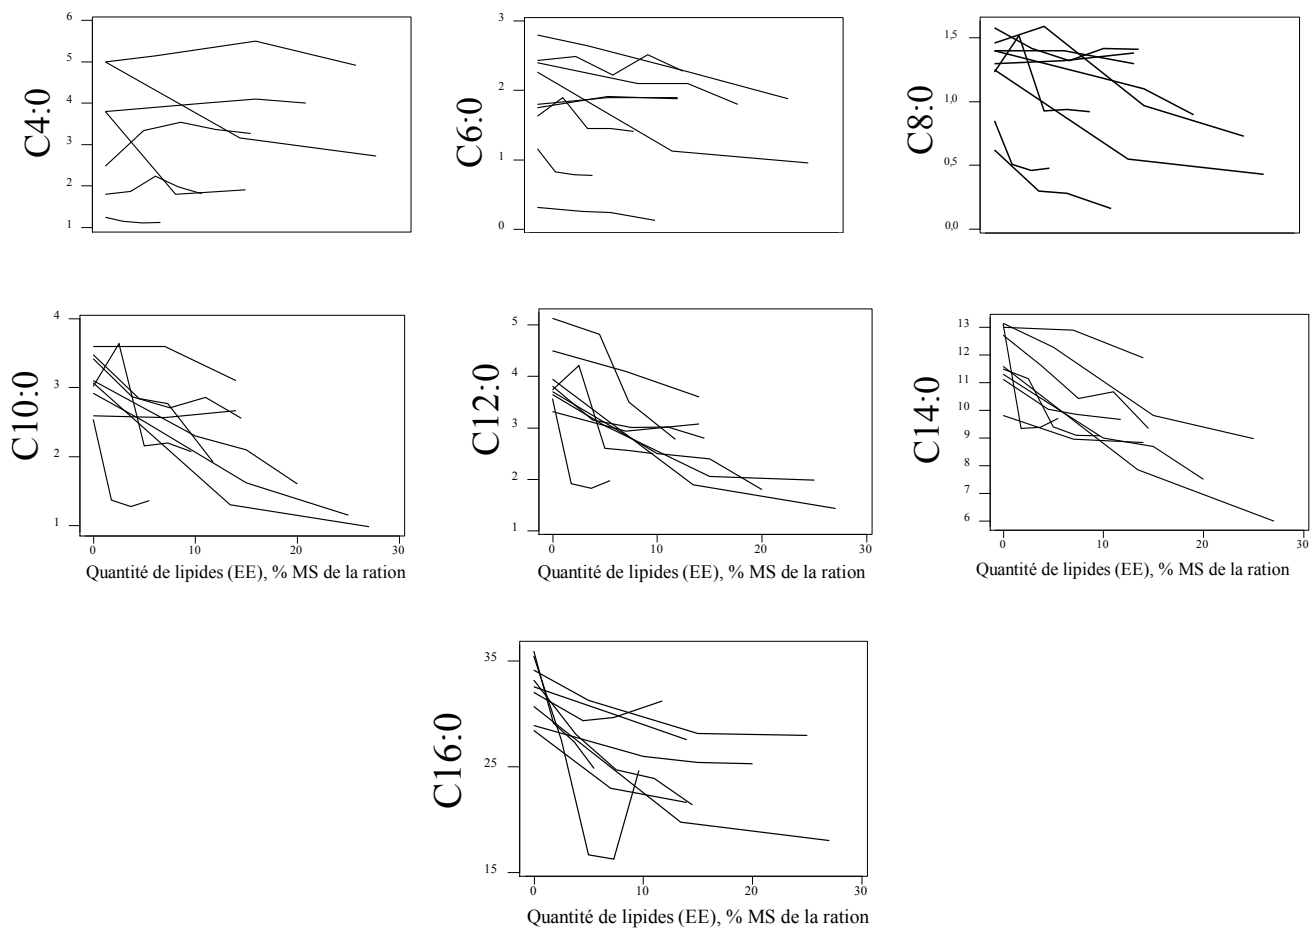 C4:0
6
5
4
3
2
1
C6:0
3
2
1
0
C8:0
1,5
1,0
0,5
0,0
C10:0
4
3
2
1
0 10 20 30
Quantité de lipides (EE), % MS de la ration
C12:0
5
4
3
2
1
0 10 20 30
Quantité de lipides (EE), % MS de la ration
C14:0
13
12
11
10
9
8
7
6
0 10 20 30
Quantité de lipides (EE), % MS de la ration
C16:0
35
25
15
0 10 20 30
Quantité de lipides (EE), % MS de la ration